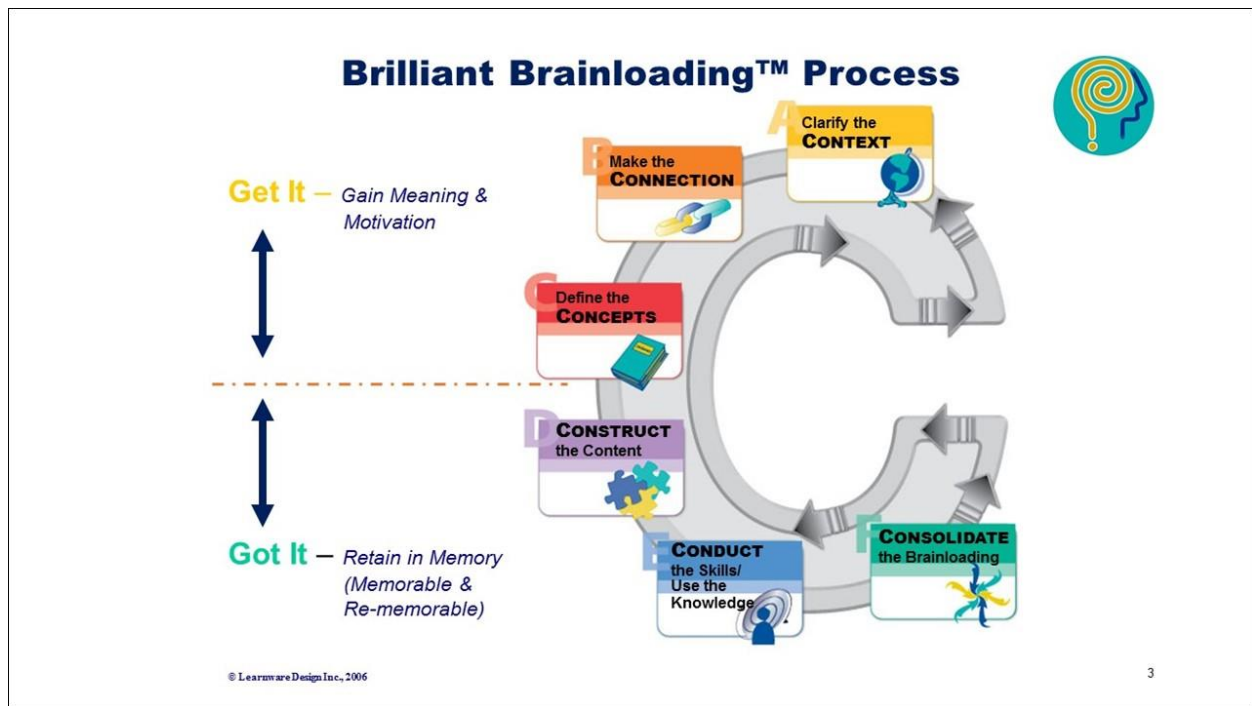 Brilliant Brainloading™ Process
A
Clarify the
CONTEXT
B
Make the
CONNECTION
Get It – Gain Meaning &
Motivation
C
Define the
CONCEPTS
D
CONSTRUCT
the Content
Got It – Retain in Memory
(Memorable &
Re-memorable)
E
CONDUCT
the Skills/
Use the
Knowledge
F
CONSOLIDATE
the Brainloading
© Learnware Design Inc., 2006
3